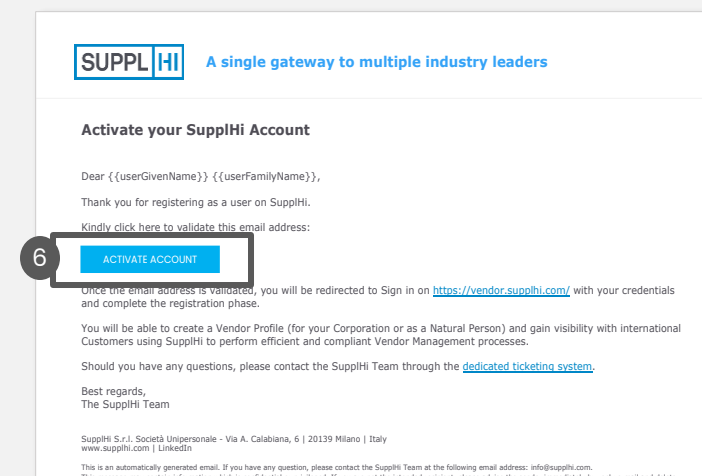 SUPPLHI A single gateway to multiple industry leaders
Activate your SupplHi Account
Dear {{userGivenName}} {{userFamilyName}},
Thank you for registering as a user on SupplHi.
Kindly click here to validate this email address:
6 ACTIVATE ACCOUNT
Once the email address is validated, you will be redirected to Sign in on https://vendor.supplhi.com/ with your credentials
and complete the registration phase.
You will be able to create a Vendor Profile (for your Corporation or as a Natural Person) and gain visibility with international
Customers using SupplHi to perform efficient and compliant Vendor Management processes.
Should you have any questions, please contact the SupplHi Team through the dedicated ticketing system.
Best regards,
The SupplHi Team
SupplHi S.r.l. Società Unipersonale - Via A. Calabiana, 6 | 20139 Milano | Italy
www.supplhi.com | LinkedIn
This is an automatically generated email. If you have any question, please contact the SupplHi Team at the following email address: info@supplhi.com.